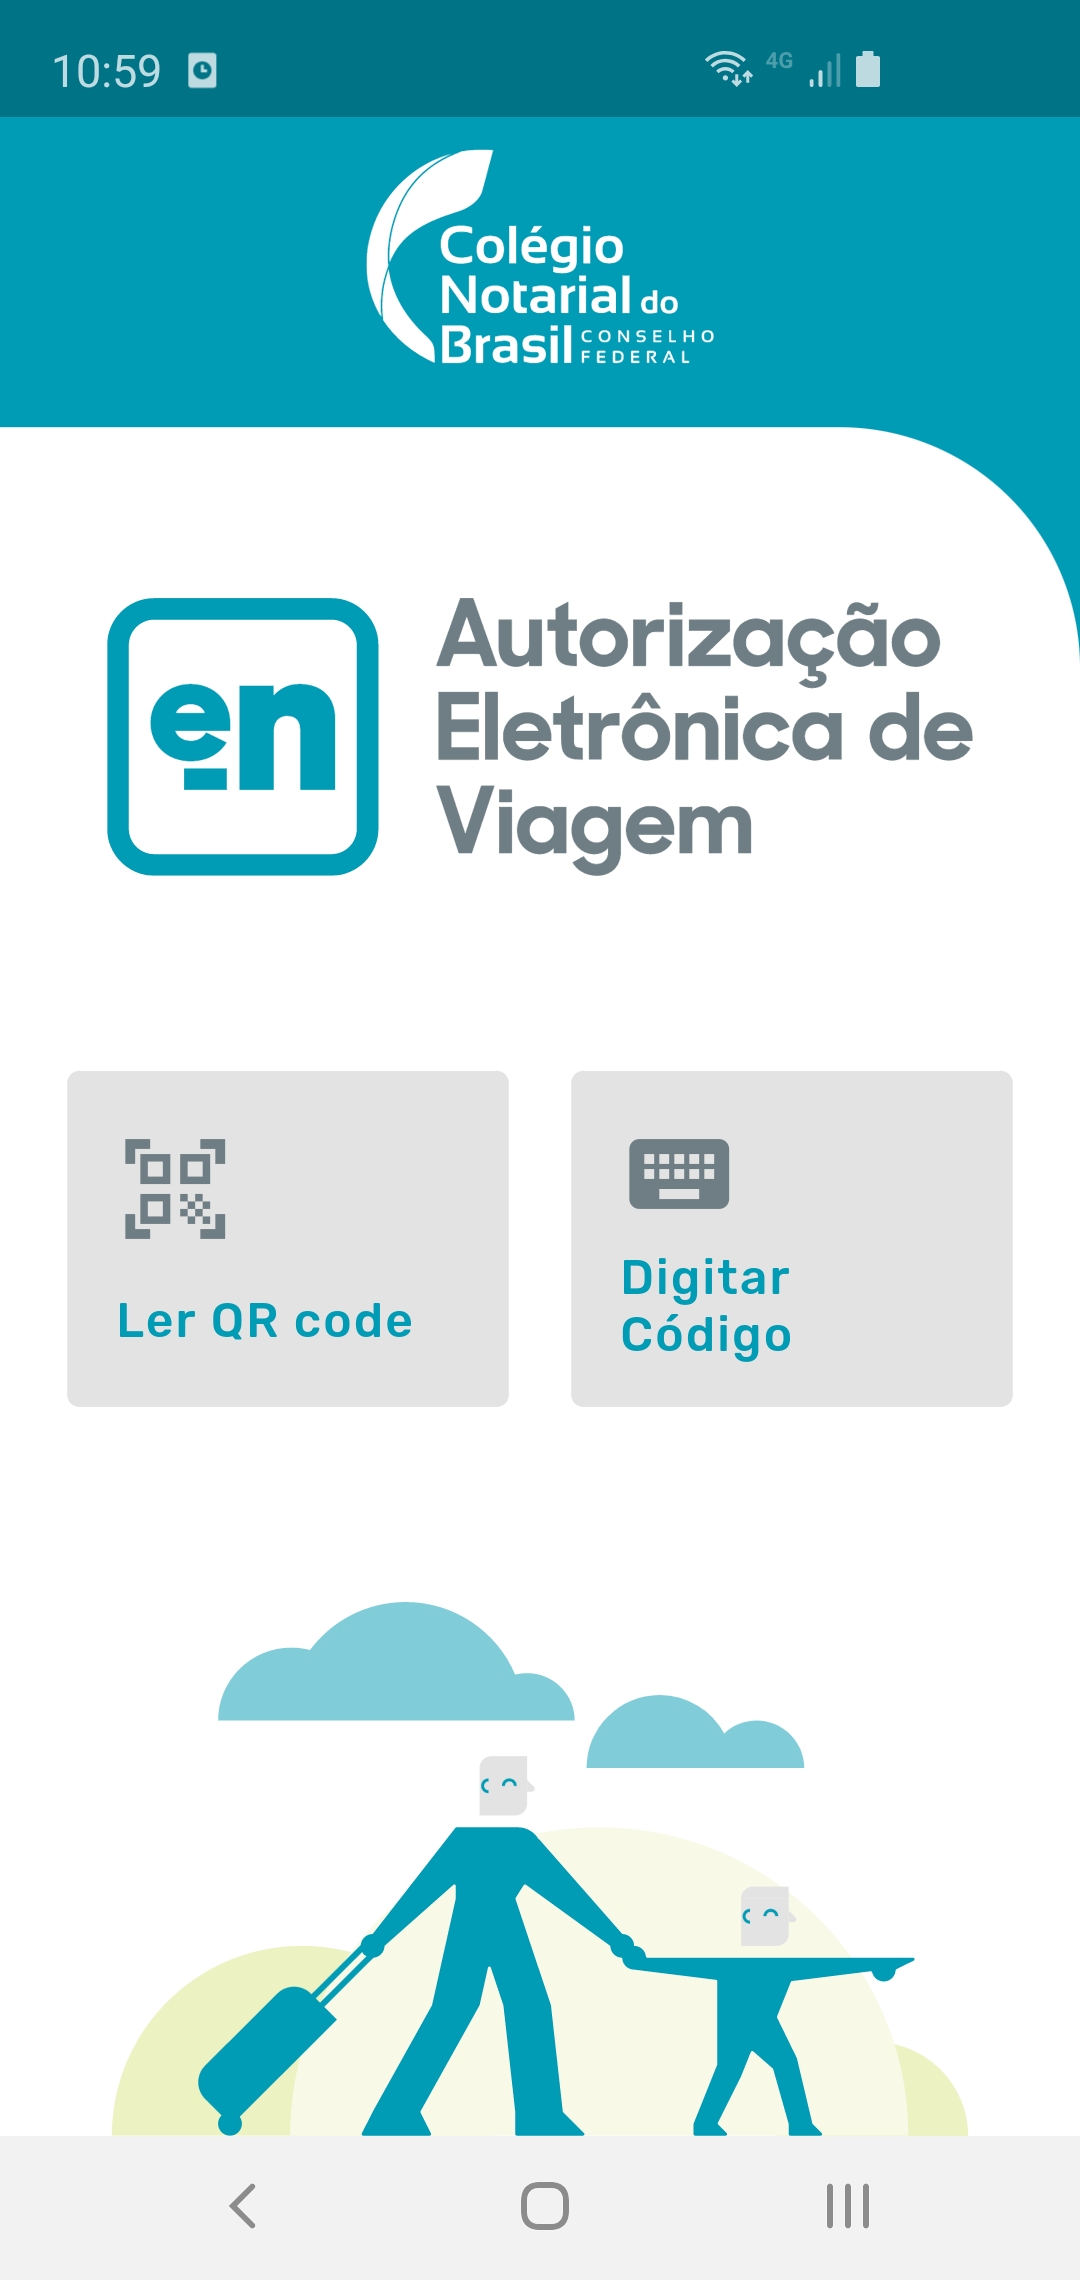 10:59
4G
Colégio
Notarial do
Brasil CONSELHO
FEDERAL
en
Autorização
Eletrônica de
Viagem
Ler QR code
Digitar
Código